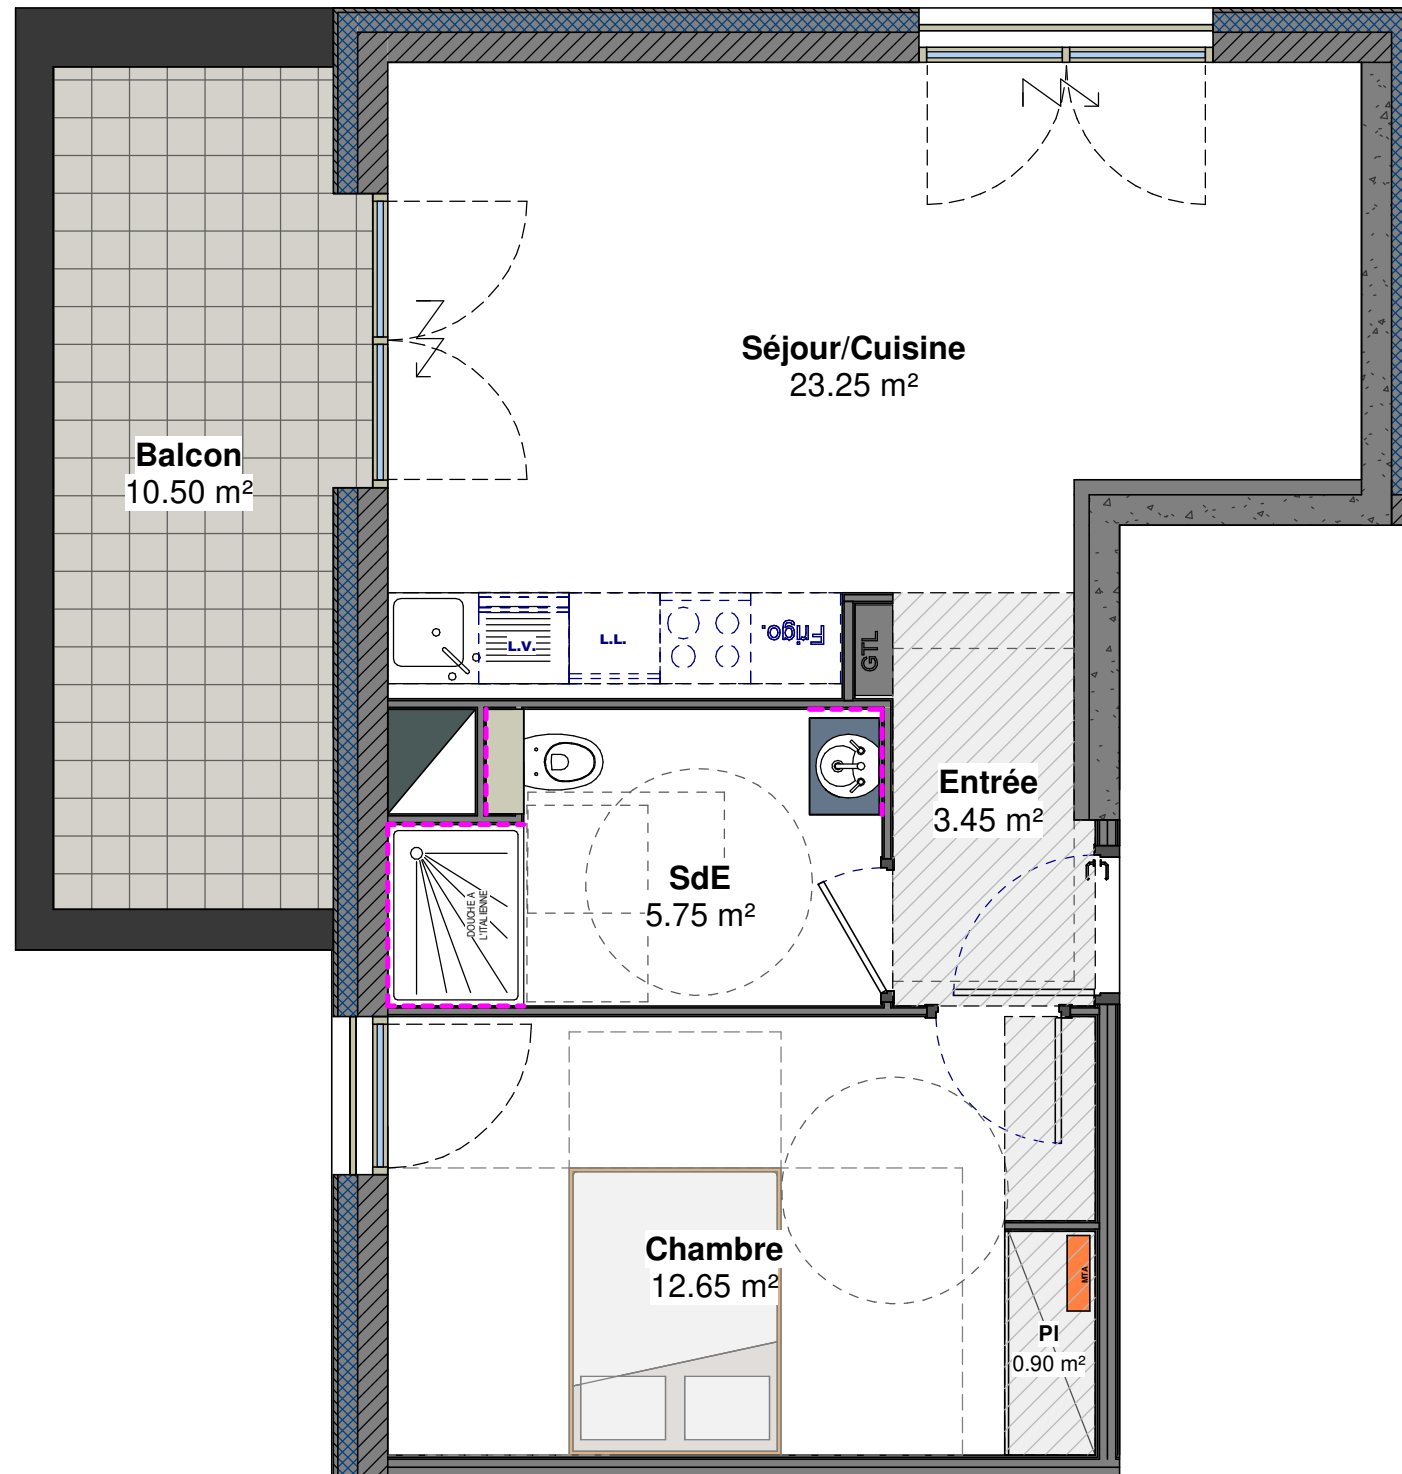 Séjour/Cuisine
23.25 m²
Balcon
10.50 m²
L.V.
L.L.
Frigo.
GTL
Entrée
3.45 m²
SdE
5.75 m²
DOUCHE A
L'ITALIENNE
Chambre
12.65 m²
MTA
Pl
0.90 m²